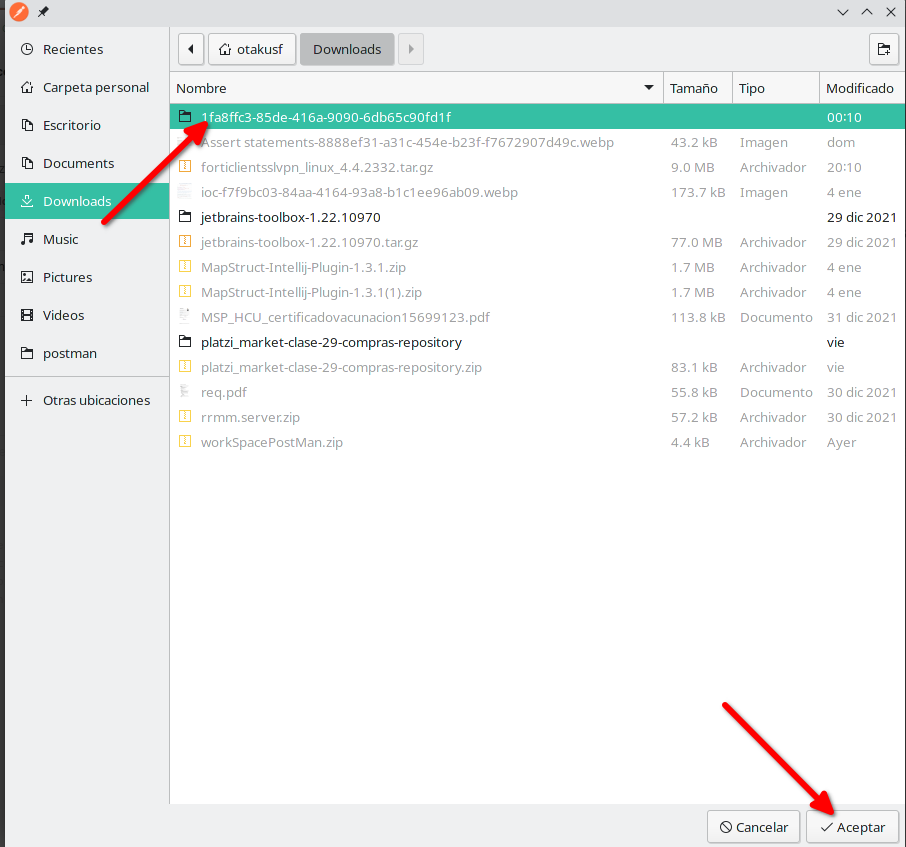 Recientes
Carpeta personal
Escritorio
Documents
Downloads
Music
Pictures
Videos
postman
Otras ubicaciones
otakusf Downloads
Nombre Tamaño Tipo Modificado
1fa8ffc3-85de-416a-9090-6db65c90fd1f 00:10
Assert statements-8888ef31-a31c-454e-b23f-f7672907d49c.webp 43.2 kB Imagen dom
forticlientsslvpn_linux_4.4.2332.tar.gz 9.0 MB Archivador 20:10
ioc-f7f9bc03-84aa-4164-93a8-b1c1ee96ab09.webp 173.7 kB Imagen 4 ene
jetbrains-toolbox-1.22.10970 29 dic 2021
jetbrains-toolbox-1.22.10970.tar.gz 77.0 MB Archivador 29 dic 2021
MapStruct-Intellij-Plugin-1.3.1.zip 1.7 MB Archivador 4 ene
MapStruct-Intellij-Plugin-1.3.1(1).zip 1.7 MB Archivador 4 ene
MSP_HCU_certificadovacunacion15699123.pdf 113.8 kB Documento 31 dic 2021
platzi_market-clase-29-compras-repository vie
platzi_market-clase-29-compras-repository.zip 83.1 kB Archivador vie
req.pdf 55.8 kB Documento 30 dic 2021
rrmm.server.zip 57.2 kB Archivador 30 dic 2021
workSpacePostMan.zip 4.4 kB Archivador Ayer
Cancelar Aceptar